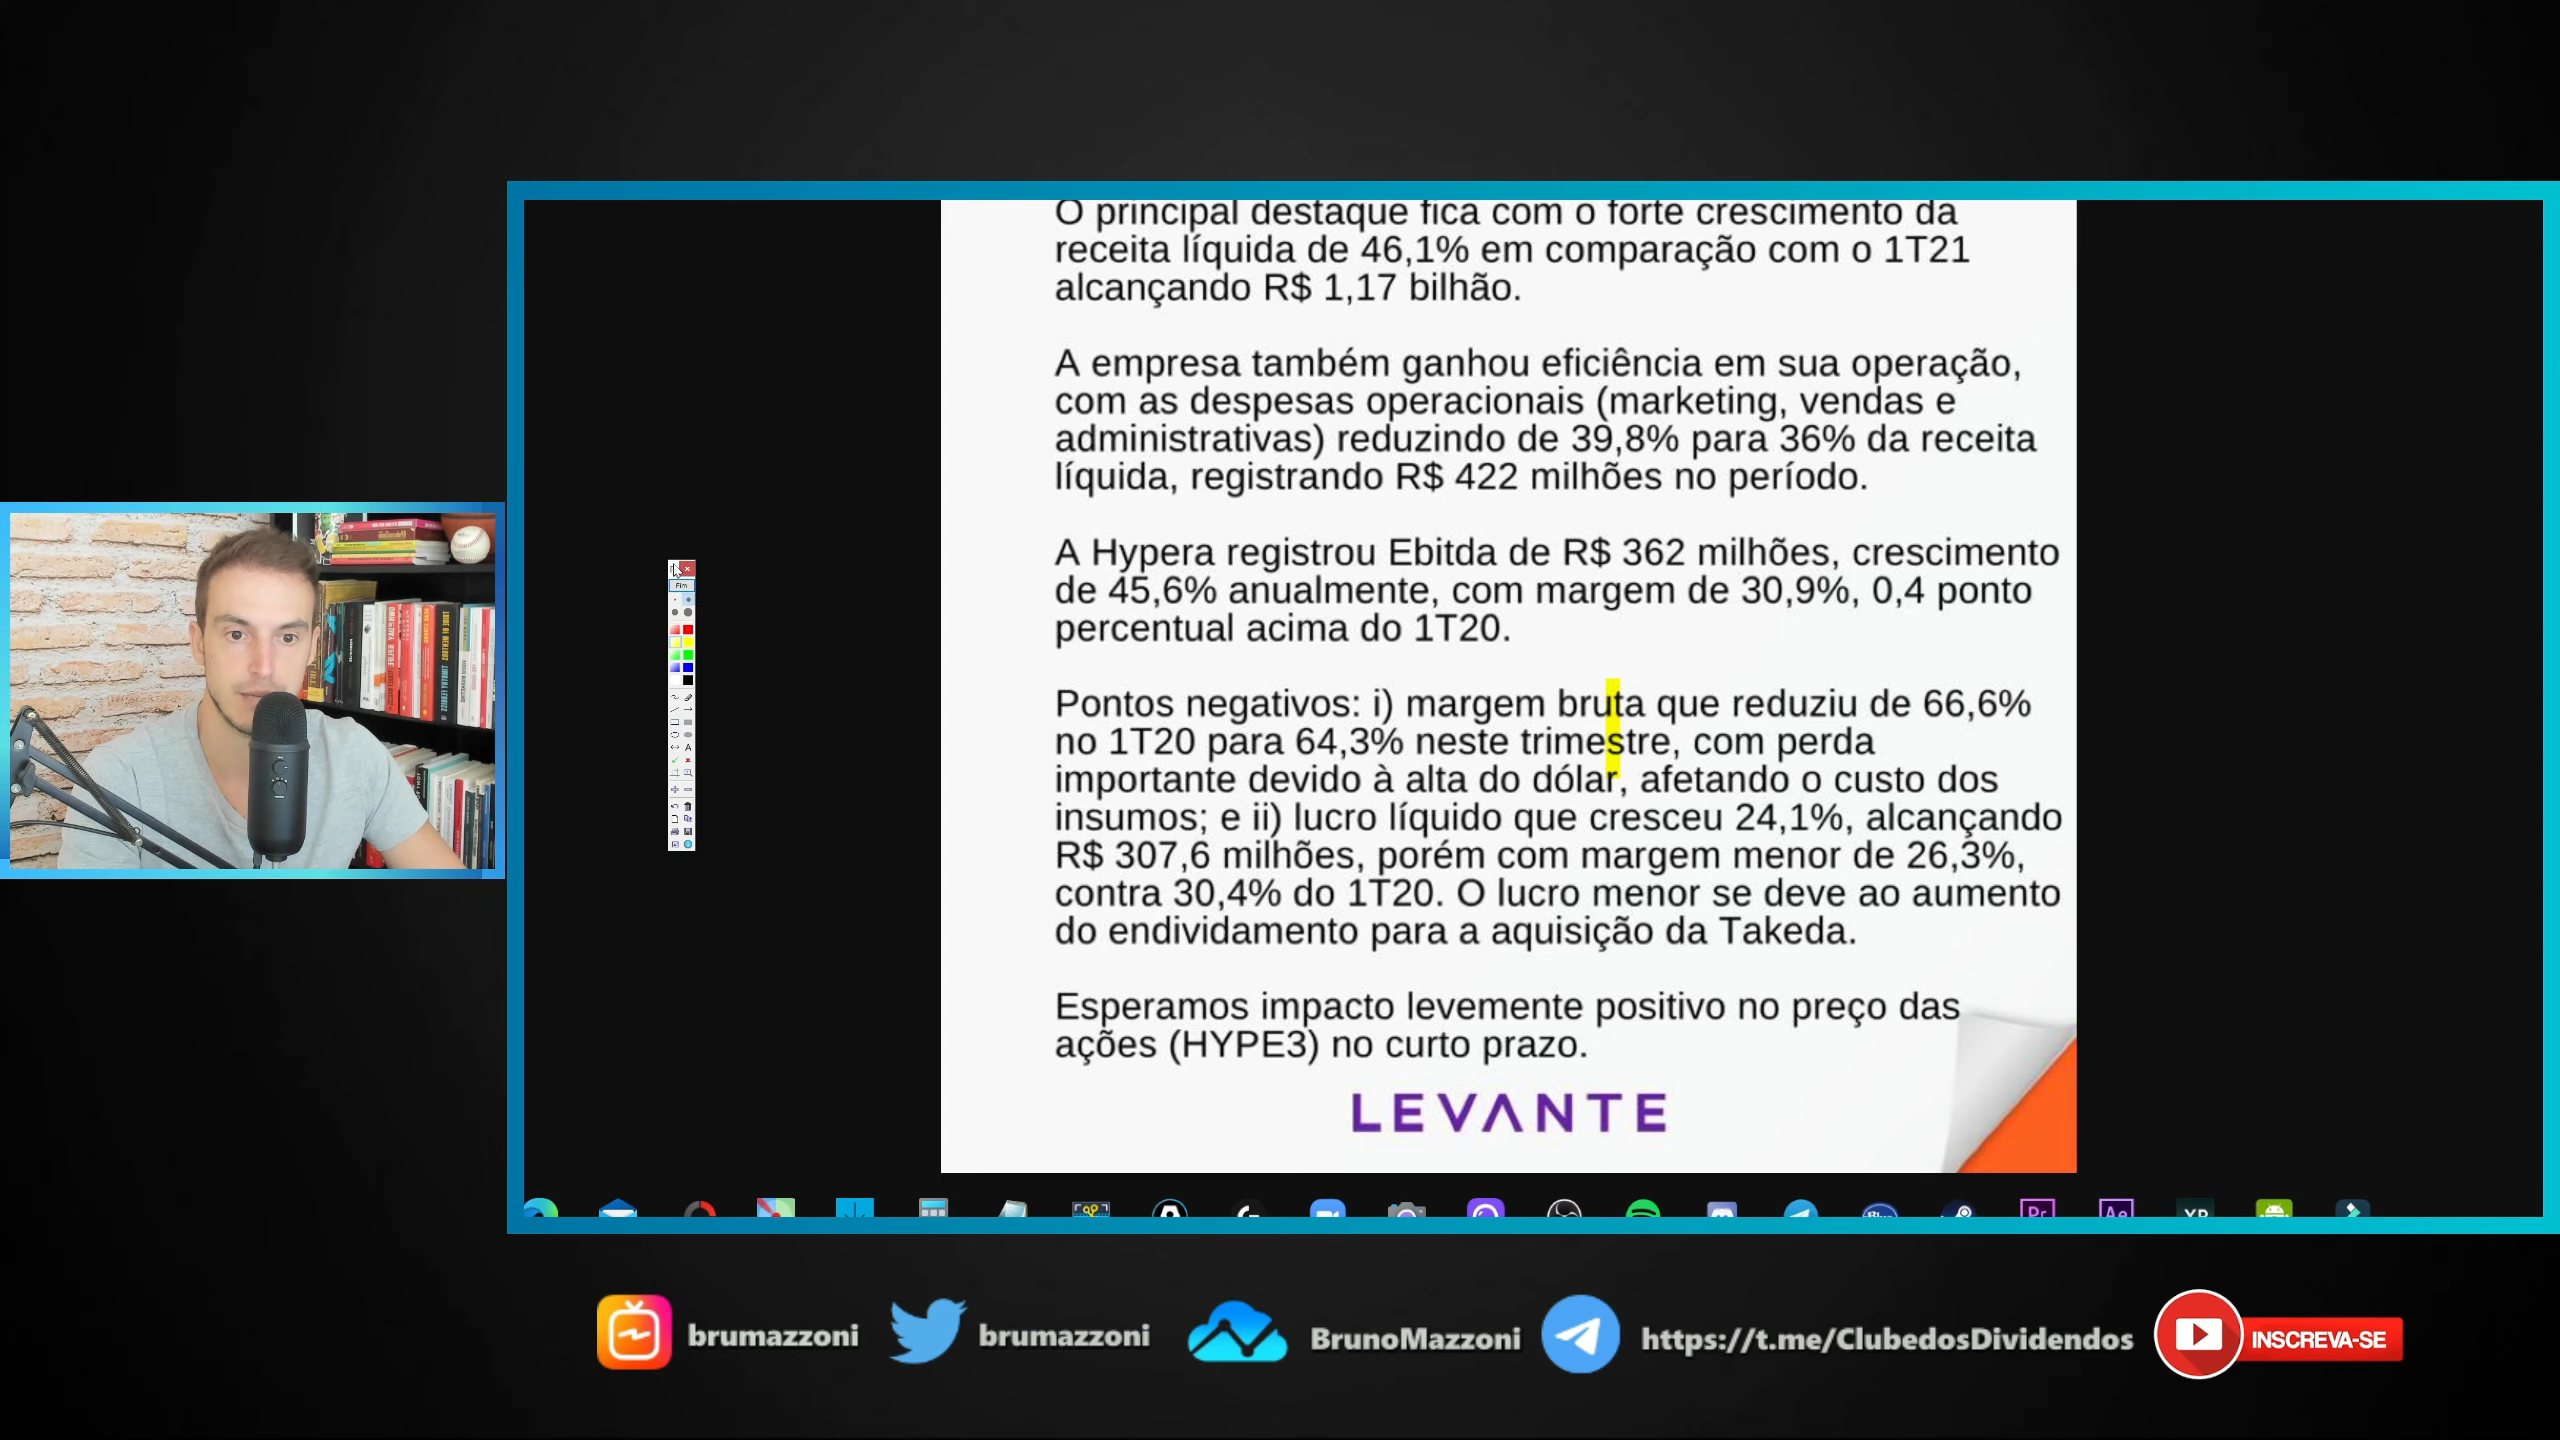 O principal destaque fica com o forte crescimento da
receita líquida de 46,1% em comparação com o 1T21
alcançando R$ 1,17 bilhão.
A empresa também ganhou eficiência em sua operação,
com as despesas operacionais (marketing, vendas e
administrativas) reduzindo de 39,8% para 36% da receita
líquida, registrando R$ 422 milhões no período.
A Hypera registrou Ebitda de R$ 362 milhões, crescimento
de 45,6% anualmente, com margem de 30,9%, 0,4 ponto
percentual acima do 1T20.
Pontos negativos: i) margem bruta que reduziu de 66,6%
no 1T20 para 64,3% neste trimestre, com perda
importante devido à alta do dólar, afetando o custo dos
insumos; e ii) lucro líquido que cresceu 24,1%, alcançando
R$ 307,6 milhões, porém com margem menor de 26,3%,
contra 30,4% do 1T20. O lucro menor se deve ao aumento
do endividamento para a aquisição da Takeda.
Esperamos impacto levemente positivo no preço das
ações (HYPE3) no curto prazo.
LEVANTE
Fim
A
Pr
Ae
XP
brumazzoni
brumazzoni
BrunoMazzoni
https://t.me/ClubedosDividendos
INSCREVA-SE